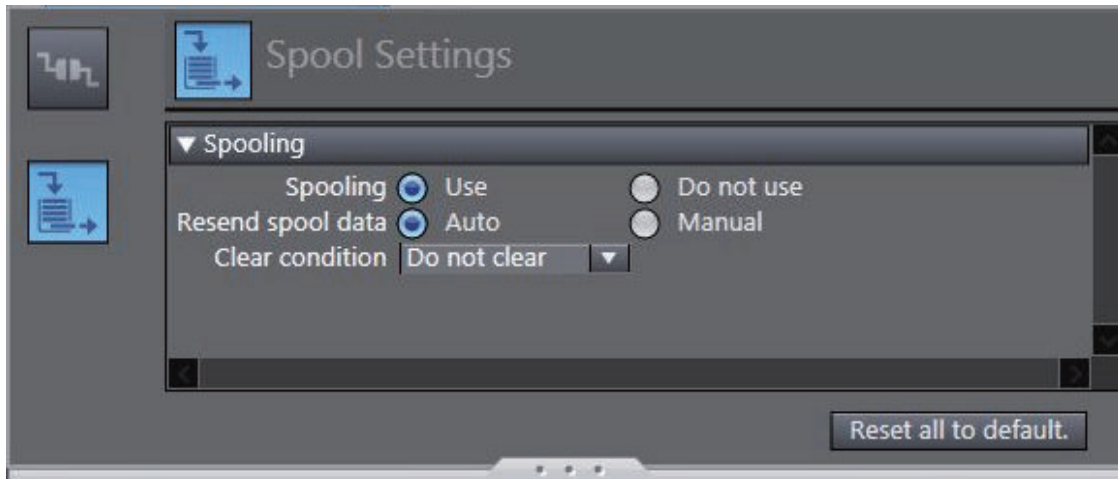 Spool Settings
Spooling
Spooling Use Do not use
Resend spool data Auto Manual
Clear condition Do not clear
Reset all to default.